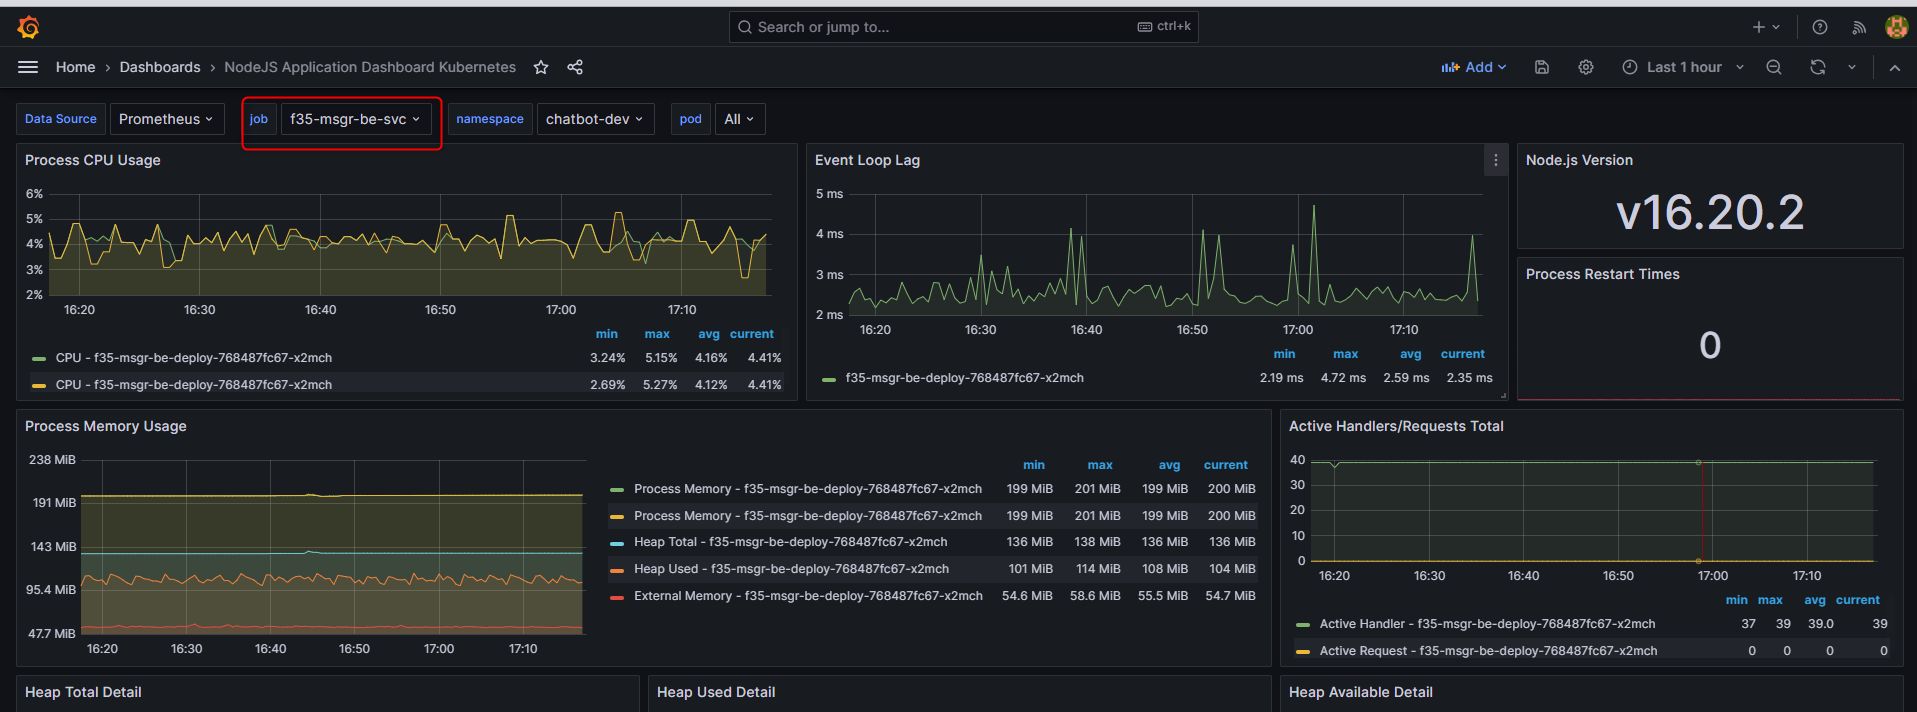 Search or jump to... ctrl+k
Home › Dashboards › NodeJS Application Dashboard Kubernetes
Add
Last 1 hour
Data Source Prometheus job f35-msgr-be-svc namespace chatbot-dev pod All
Process CPU Usage
6%
5%
4%
3%
2%
16:20 16:30 16:40 16:50 17:00 17:10
min max avg current
CPU - f35-msgr-be-deploy-768487fc67-x2mch 3.24% 5.15% 4.16% 4.41%
CPU - f35-msgr-be-deploy-768487fc67-x2mch 2.69% 5.27% 4.12% 4.41%
Event Loop Lag
5 ms
4 ms
3 ms
2 ms
16:20 16:30 16:40 16:50 17:00 17:10
min max avg current
f35-msgr-be-deploy-768487fc67-x2mch 2.19 ms 4.72 ms 2.59 ms 2.35 ms
Node.js Version
v16.20.2
Process Restart Times
0
Process Memory Usage
238 MiB
191 MiB
143 MiB
95.4 MiB
47.7 MiB
16:20 16:30 16:40 16:50 17:00 17:10
min max avg current
Process Memory - f35-msgr-be-deploy-768487fc67-x2mch 199 MiB 201 MiB 199 MiB 200 MiB
Process Memory - f35-msgr-be-deploy-768487fc67-x2mch 199 MiB 201 MiB 199 MiB 200 MiB
Heap Total - f35-msgr-be-deploy-768487fc67-x2mch 136 MiB 138 MiB 136 MiB 136 MiB
Heap Used - f35-msgr-be-deploy-768487fc67-x2mch 101 MiB 114 MiB 108 MiB 104 MiB
External Memory - f35-msgr-be-deploy-768487fc67-x2mch 54.6 MiB 58.6 MiB 55.5 MiB 54.7 MiB
Active Handlers/Requests Total
40
30
20
10
0
16:20 16:30 16:40 16:50 17:00 17:10
min max avg current
Active Handler - f35-msgr-be-deploy-768487fc67-x2mch 37 39 39.0 39
Active Request - f35-msgr-be-deploy-768487fc67-x2mch 0 0 0 0
Heap Total Detail
Heap Used Detail
Heap Available Detail